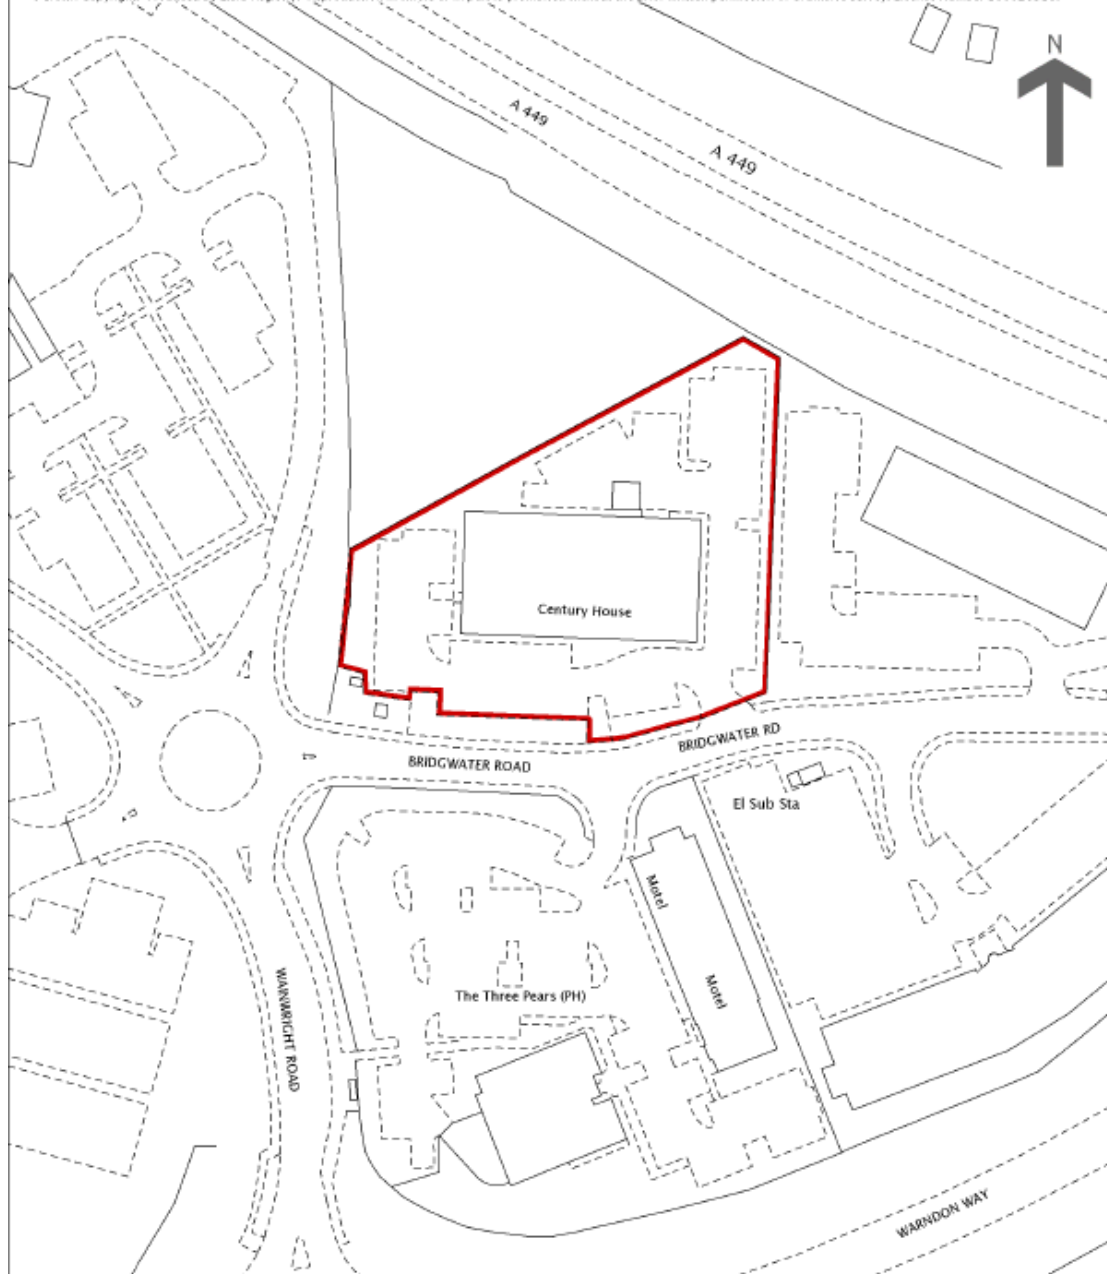 N
A 449
A 449
Century House
BRIDGWATER RD
BRIDGWATER ROAD
El Sub Sta
Motel
Motel
The Three Pears (PH)
WAINWRIGHT ROAD
WARNDON WAY